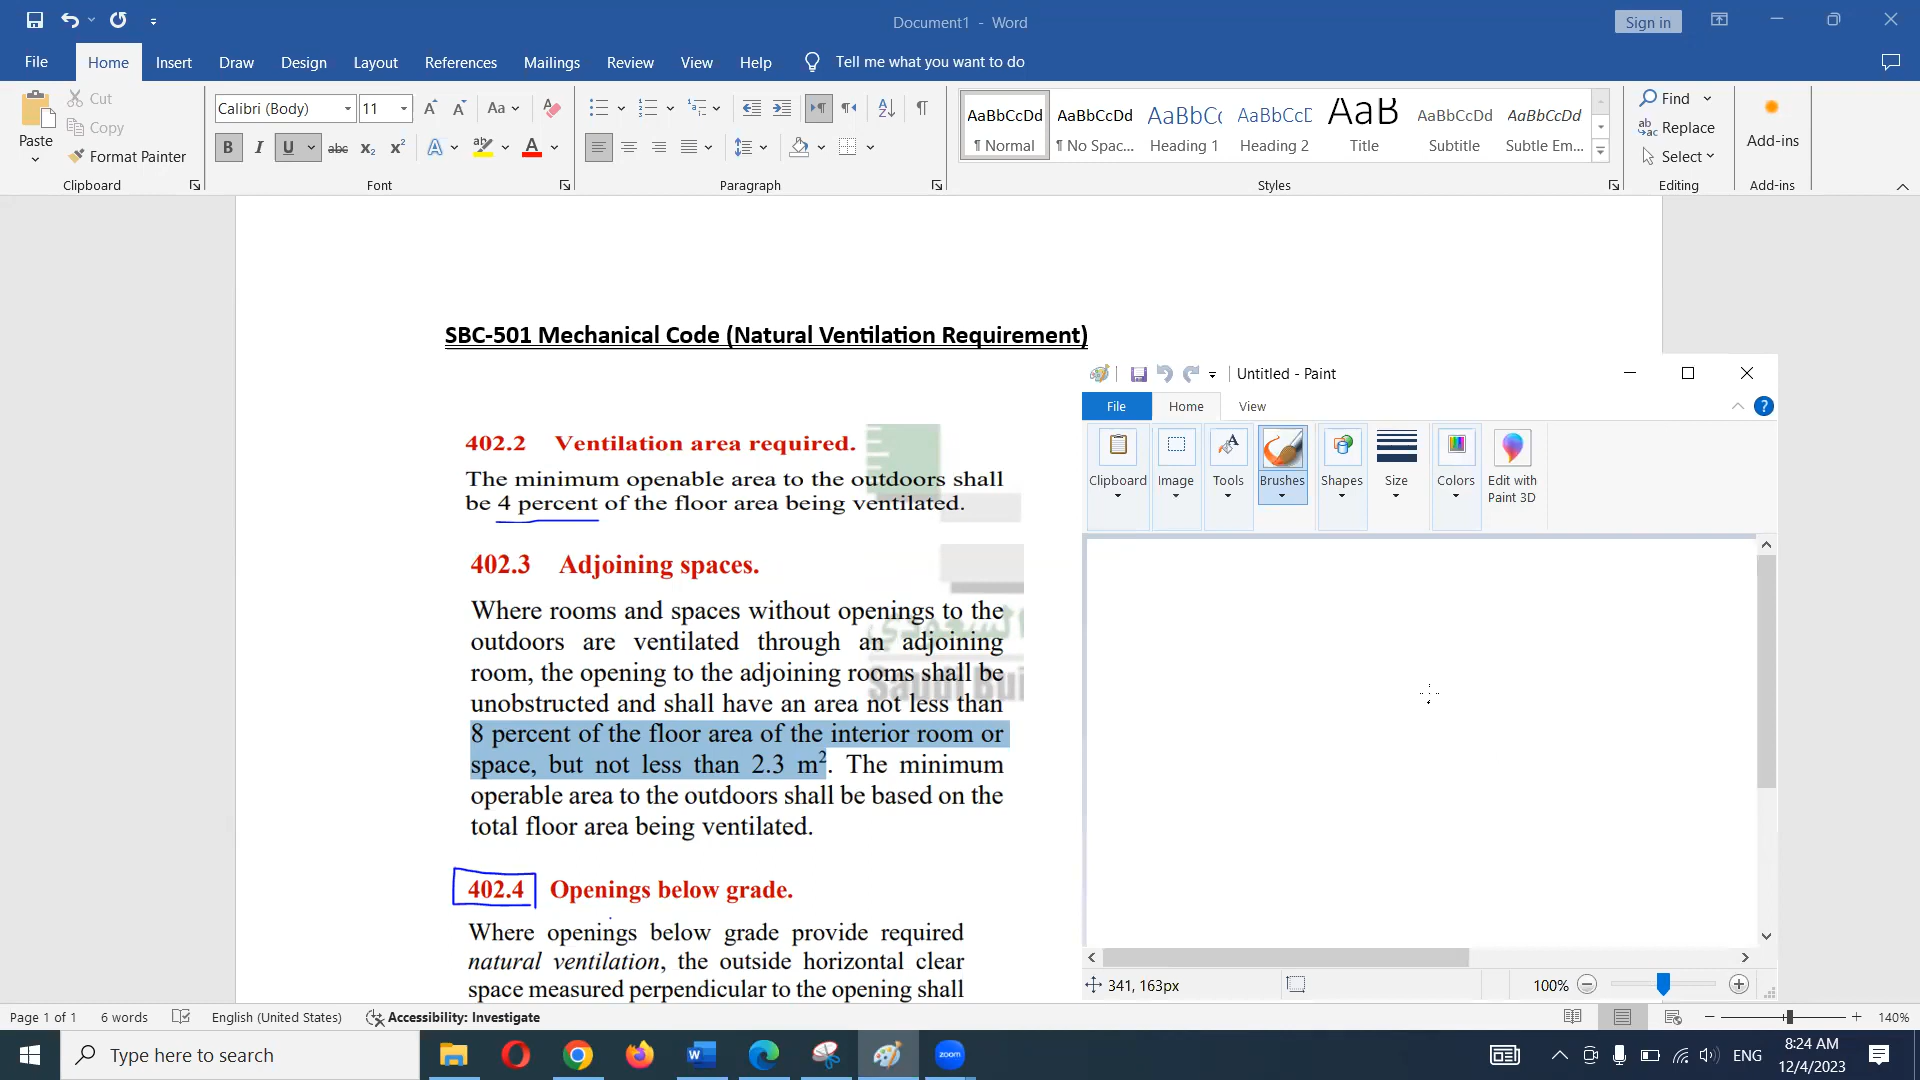 Document1 - Word
Sign in
File Home Insert Draw Design Layout References Mailings Review View Help Tell me what you want to do
Paste
Cut
Copy
Format Painter
Clipboard
Calibri (Body) 11
Aa
B I U abc x₂ x² A A
Font
Paragraph
AaBbCcDd AaBbCcDd AaBbCc AaBbCcD AaB AaBbCcDd AaBbCcDd
¶ Normal ¶ No Spac... Heading 1 Heading 2 Title Subtitle Subtle Em...
Styles
Find
Replace
Select
Editing
Add-ins
Add-ins
SBC-501 Mechanical Code (Natural Ventilation Requirement)
402.2 Ventilation area required.
The minimum openable area to the outdoors shall
be 4 percent of the floor area being ventilated.
402.3 Adjoining spaces.
Where rooms and spaces without openings to the
outdoors are ventilated through an adjoining
room, the opening to the adjoining rooms shall be
unobstructed and shall have an area not less than
8 percent of the floor area of the interior room or
space, but not less than 2.3 m². The minimum
operable area to the outdoors shall be based on the
total floor area being ventilated.
السعودي
Saudi Bui
402.4 Openings below grade.
Where openings below grade provide required
natural ventilation, the outside horizontal clear
space measured perpendicular to the opening shall
Untitled - Paint
File Home View
Clipboard Image Tools Brushes Shapes Size Colors Edit with
Paint 3D
341, 163px
100%
Page 1 of 1 6 words English (United States) Accessibility: Investigate
140%
Type here to search
zoom
ENG
8:24 AM
12/4/2023